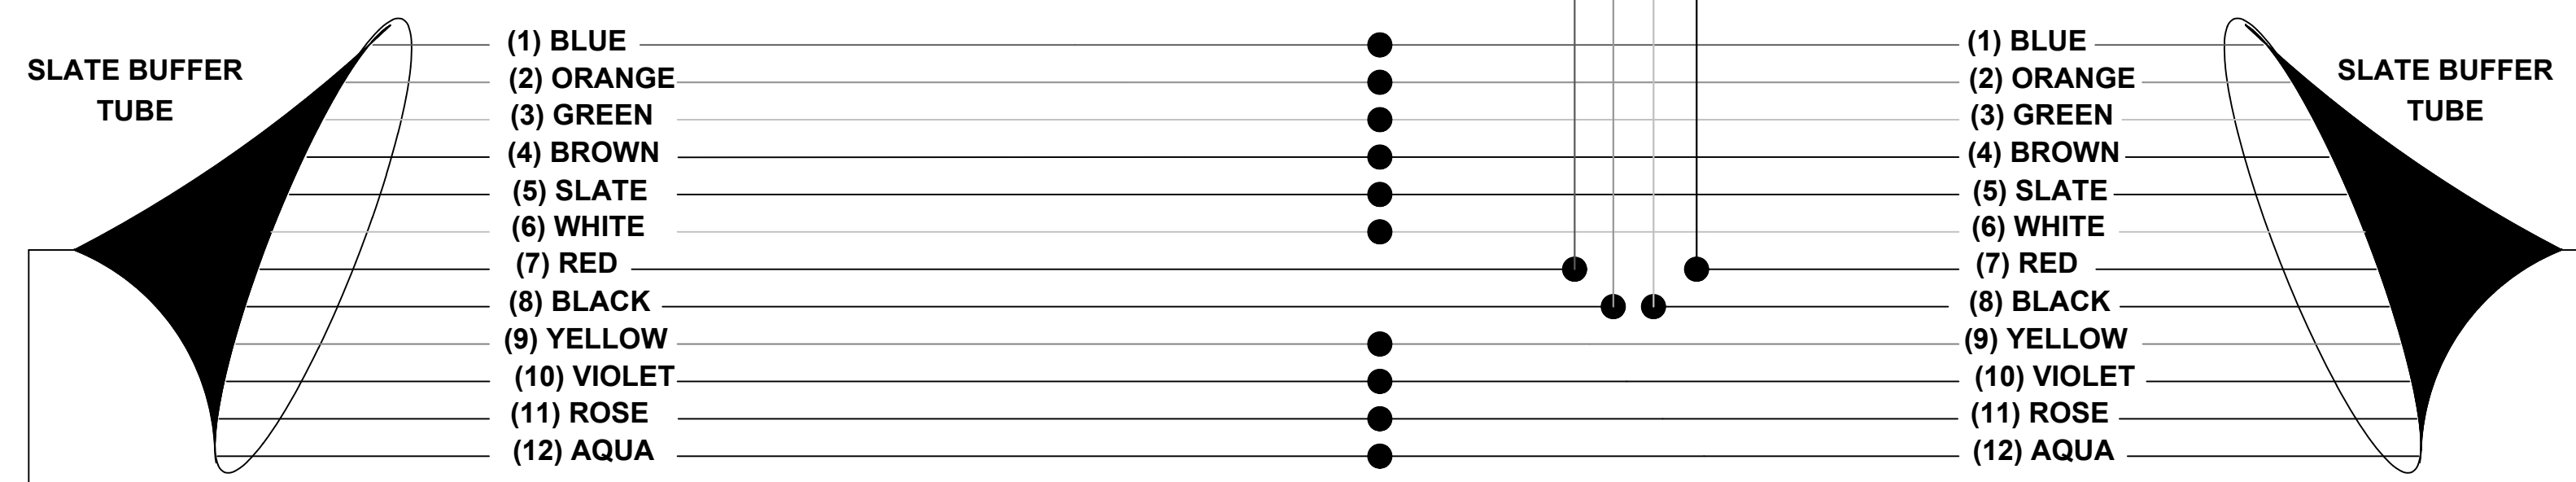 SLATE BUFFER
TUBE
(1) BLUE
(2) ORANGE
(3) GREEN
(4) BROWN
(5) SLATE
(6) WHITE
(7) RED
(8) BLACK
(9) YELLOW
(10) VIOLET
(11) ROSE
(12) AQUA
(1) BLUE
(2) ORANGE
(3) GREEN
(4) BROWN
(5) SLATE
(6) WHITE
(7) RED
(8) BLACK
(9) YELLOW
(10) VIOLET
(11) ROSE
(12) AQUA
SLATE BUFFER
TUBE